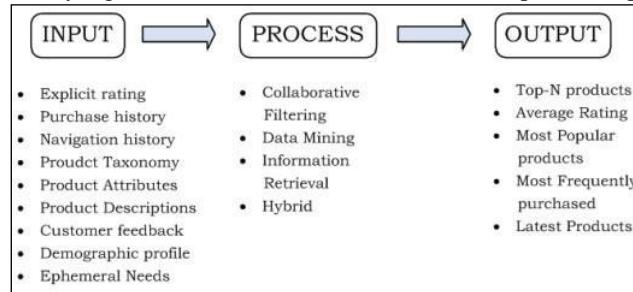 INPUT
PROCESS
OUTPUT
• Explicit rating
• Purchase history
• Navigation history
• Proudct Taxonomy
• Product Attributes
• Product Descriptions
• Customer feedback
• Demographic profile
• Ephemeral Needs
• Collaborative
Filtering
• Data Mining
• Information
Retrieval
• Hybrid
• Top-N products
• Average Rating
• Most Popular
products
• Most Frequently
purchased
• Latest Products